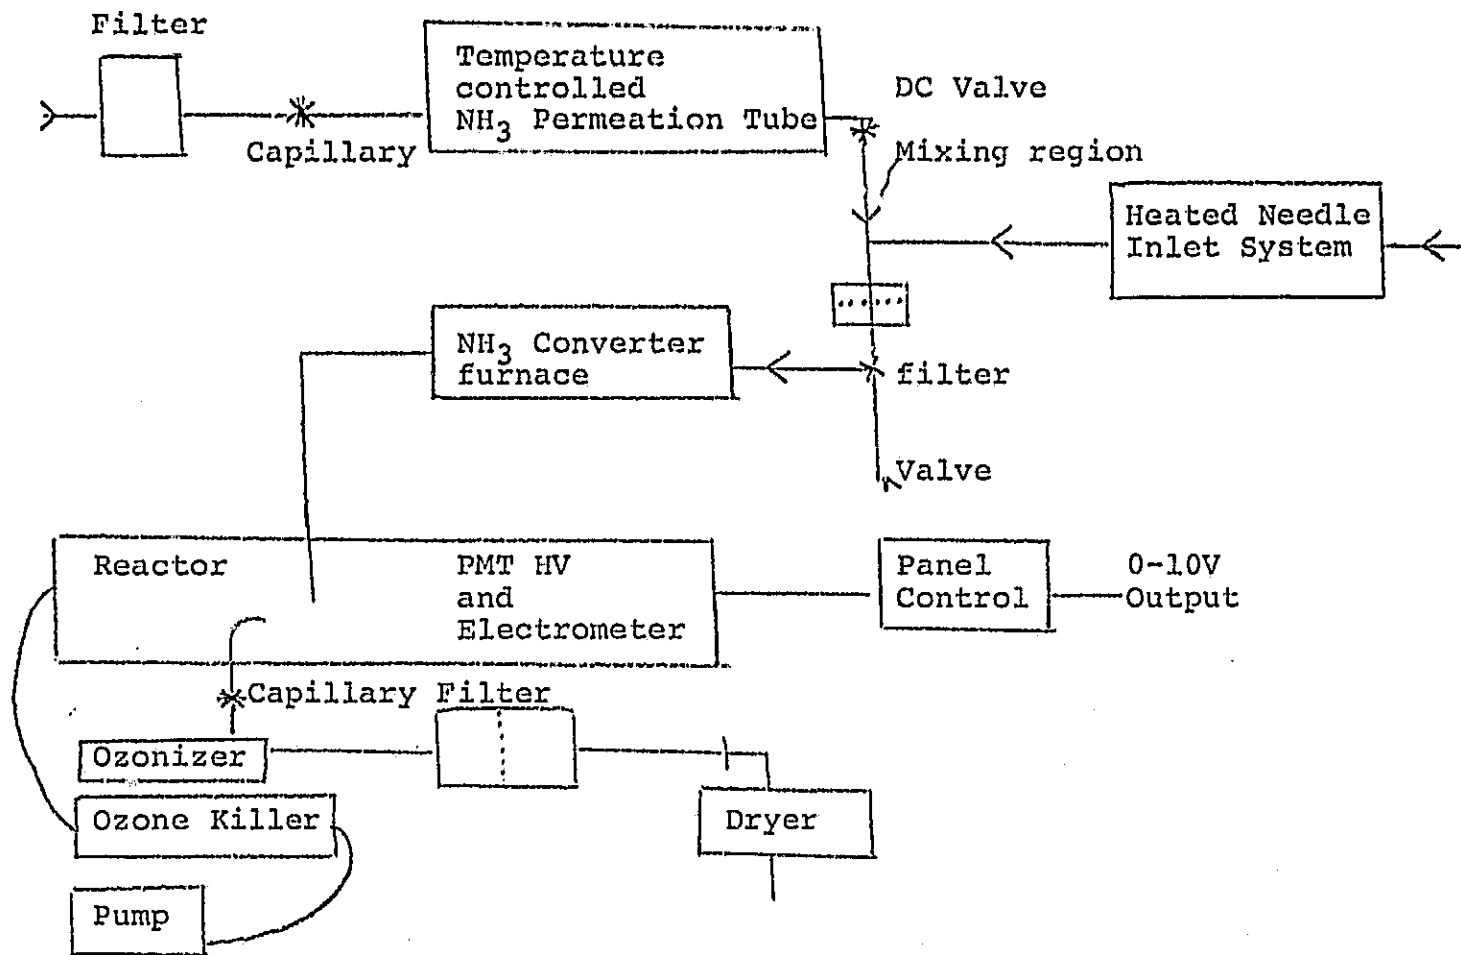 Filter
Temperature
controlled
NH3 Permeation Tube
Capillary
DC Valve
Mixing region
Heated Needle
Inlet System
NH3 Converter
furnace
filter
Valve
Reactor
PMT HV
and
Electrometer
Panel
Control
0-10V
Output
Capillary Filter
Ozonizer
Ozone Killer
Dryer
Pump